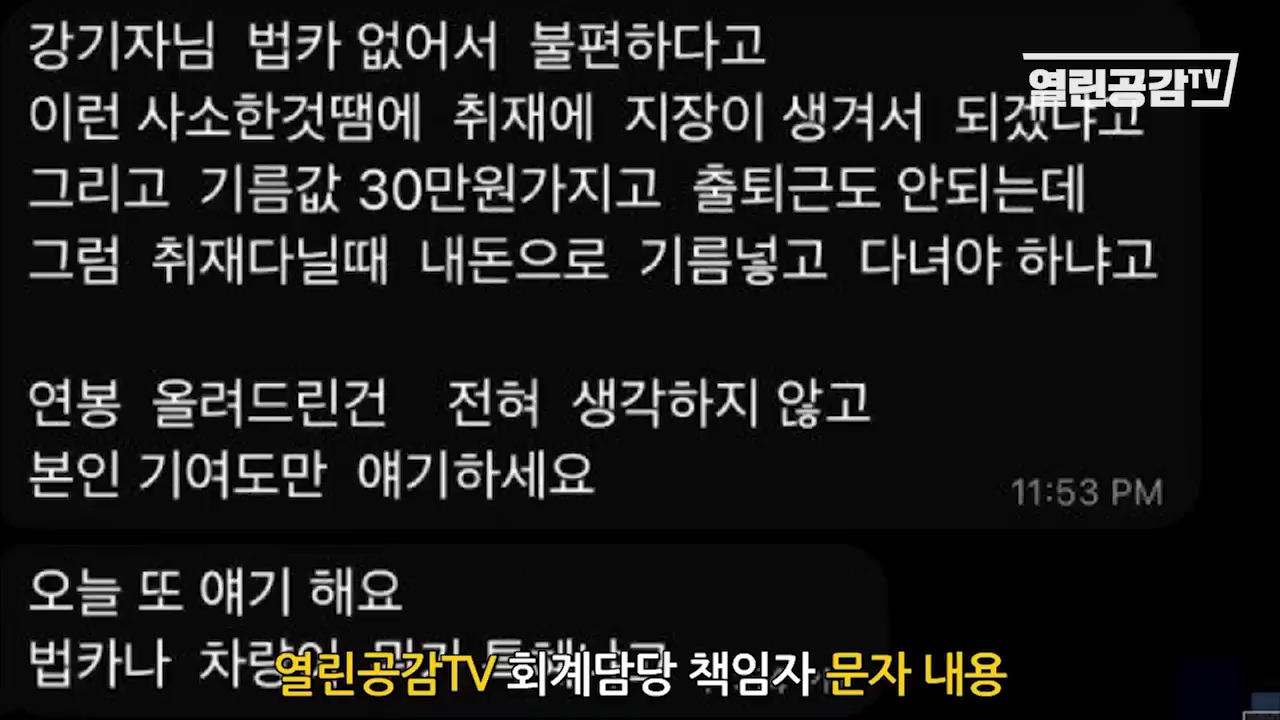 강기자님 법카 없어서 불편하다고
열린공감TV
이런 사소한것땜에 취재에 지장이 생겨서 되겠냐고
그리고 기름값 30만원가지고 출퇴근도 안되는데
그럼 취재다닐때 내돈으로 기름넣고 다녀야 하냐고
연봉 올려드린건 전혀 생각하지 않고
본인 기여도만 얘기하세요
11:53 PM
오늘 또 얘기 해요
법카나
열린공감TV 회계담당 책임자 문자 내용